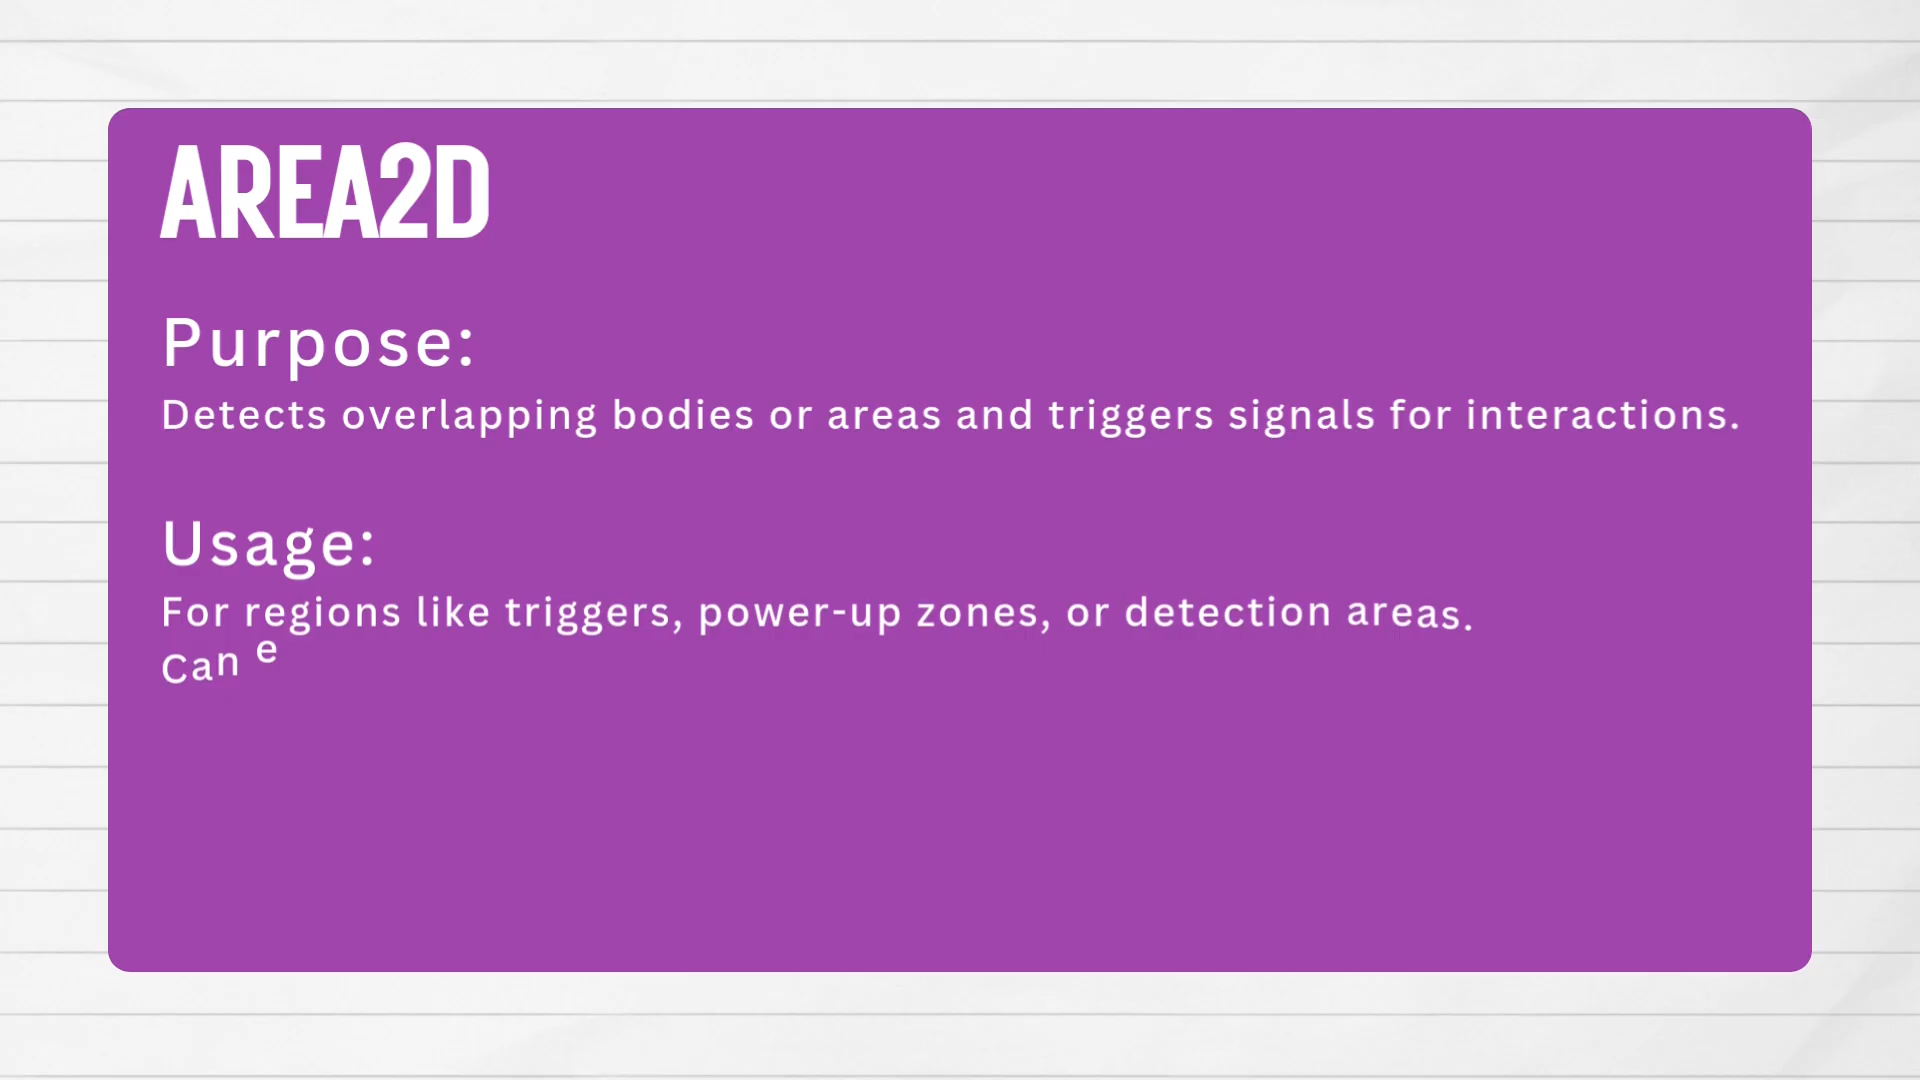 AREA2D
Purpose:
Detects overlapping bodies or areas and triggers signals for interactions.
Usage:
For regions like triggers, power-up zones, or detection areas.
Can e